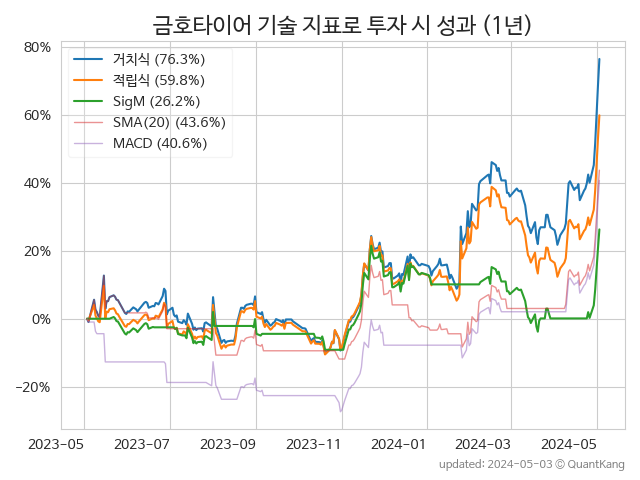 금호타이어 기술 지표로 투자 시 성과 (1년)
80%
60%
40%
20%
0%
−20%
거치식 (76.3%)
적립식 (59.8%)
SigM (26.2%)
SMA(20) (43.6%)
MACD (40.6%)
2023-05 2023-07 2023-09 2023-11 2024-01 2024-03 2024-05
updated: 2024-05-03 © QuantKang